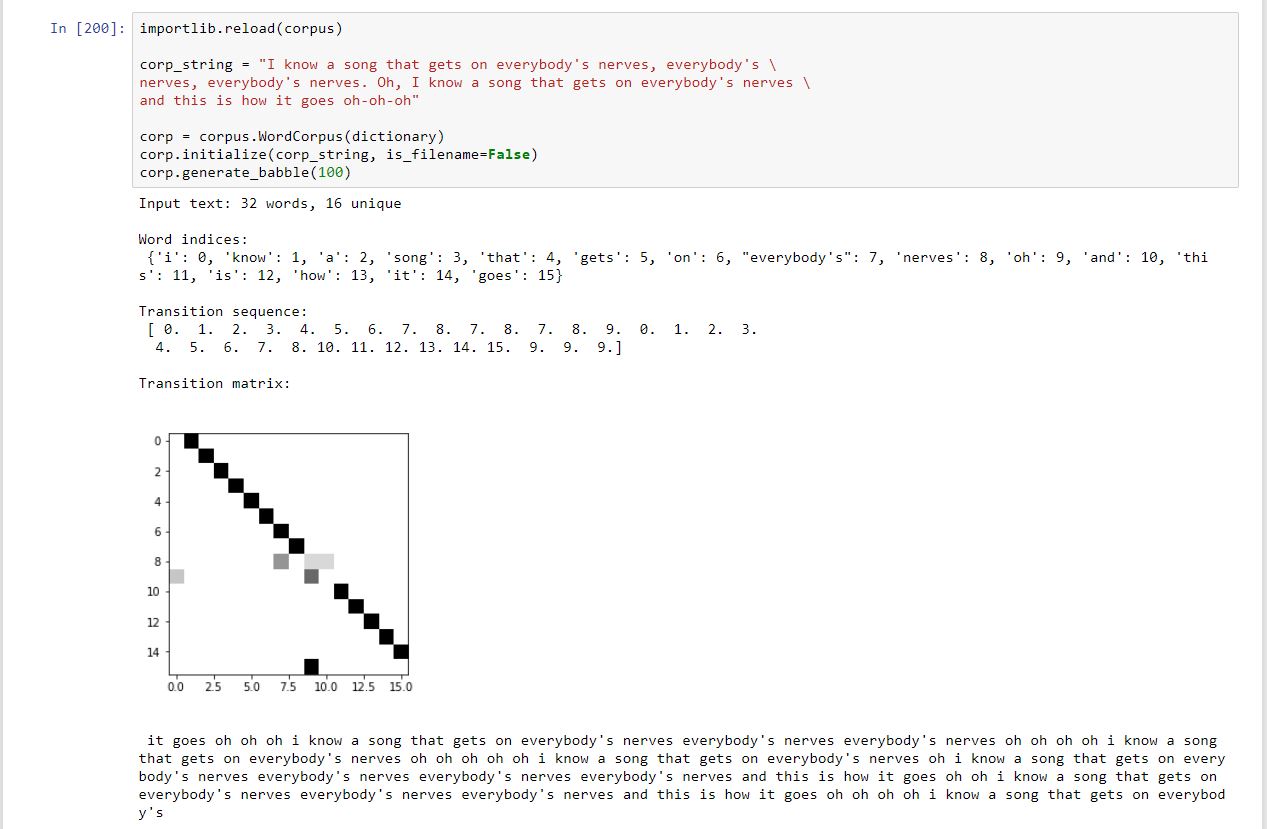 In [200]: importlib.reload(corpus)
corp_string = "I know a song that gets on everybody's nerves, everybody's \
nerves, everybody's nerves. Oh, I know a song that gets on everybody's nerves \
and this is how it goes oh-oh-oh"
corp = corpus.WordCorpus(dictionary)
corp.initialize(corp_string, is_filename=False)
corp.generate_babble(100)
Input text: 32 words, 16 unique
Word indices:
{'i': 0, 'know': 1, 'a': 2, 'song': 3, 'that': 4, 'gets': 5, 'on': 6, "everybody's": 7, 'nerves': 8, 'oh': 9, 'and': 10, 'thi
s': 11, 'is': 12, 'how': 13, 'it': 14, 'goes': 15}
Transition sequence:
[ 0. 1. 2. 3. 4. 5. 6. 7. 8. 7. 8. 7. 8. 9. 0. 1. 2. 3.
4. 5. 6. 7. 8. 10. 11. 12. 13. 14. 15. 9. 9. 9.]
Transition matrix:
0
2
4
6
8
10
12
14
0.0 2.5 5.0 7.5 10.0 12.5 15.0
it goes oh oh oh i know a song that gets on everybody's nerves everybody's nerves everybody's nerves oh oh oh oh i know a song
that gets on everybody's nerves oh oh oh oh oh i know a song that gets on everybody's nerves oh i know a song that gets on every
body's nerves everybody's nerves everybody's nerves everybody's nerves and this is how it goes oh oh i know a song that gets on
everybody's nerves everybody's nerves everybody's nerves and this is how it goes oh oh oh oh i know a song that gets on everybod
y's